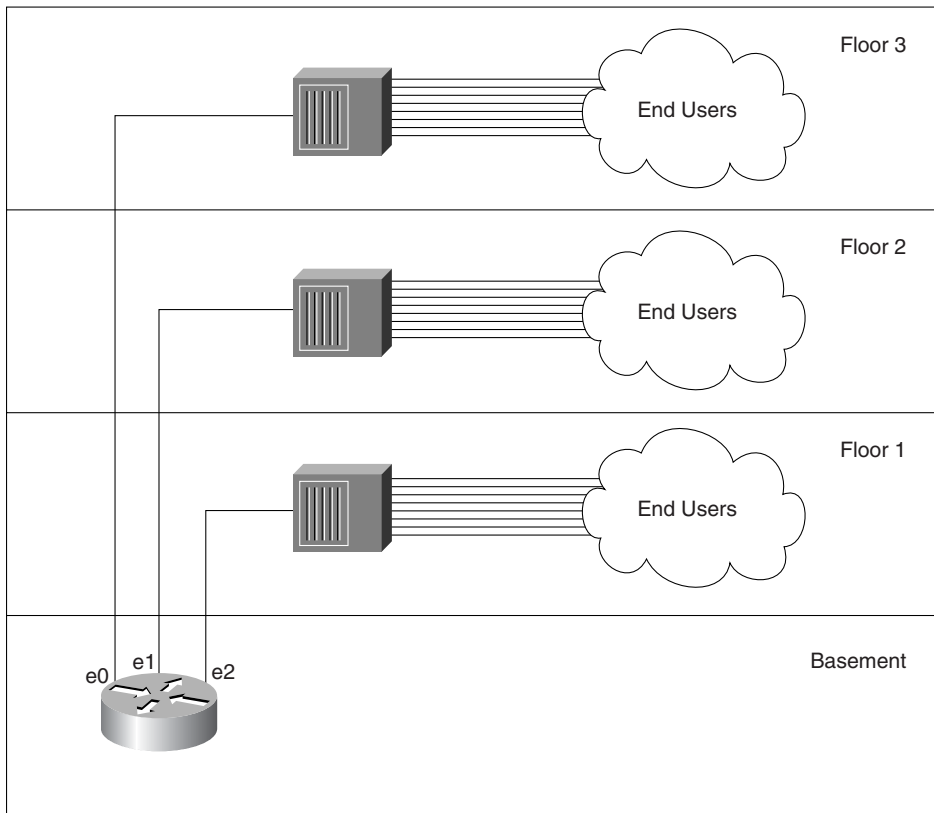 Floor 3
End Users
Floor 2
End Users
Floor 1
End Users
Basement
e0
e1
e2